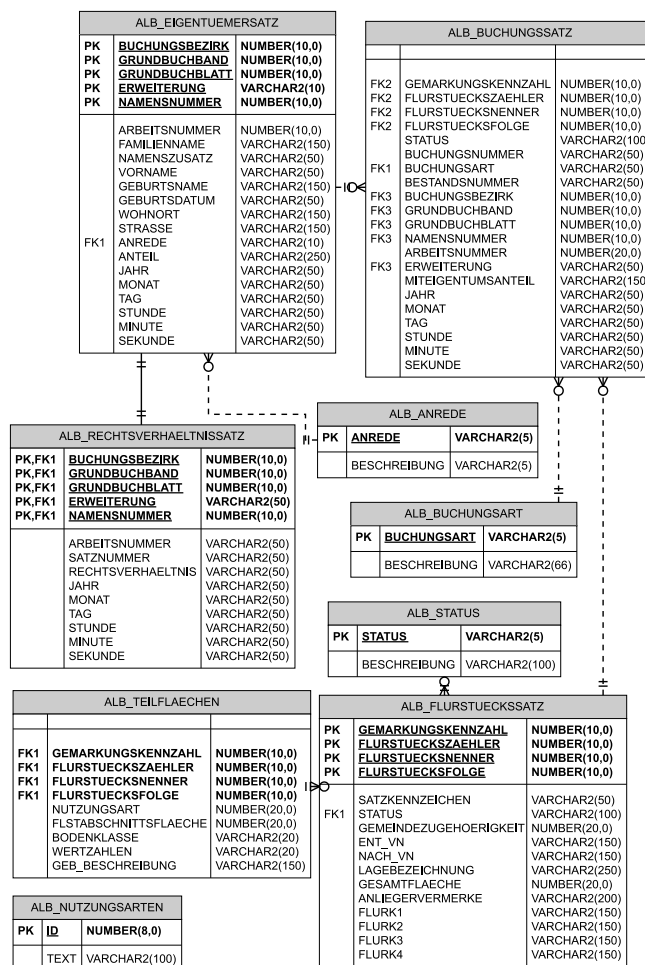 ALB_EIGENTUEMERSATZ
PK BUCHUNGSBEZIRK NUMBER(10,0)
PK GRUNDBUCHBAND NUMBER(10,0)
PK GRUNDBUCHBLATT NUMBER(10,0)
PK ERWEITERUNG VARCHAR2(10)
PK NAMENSNUMMER NUMBER(10,0)
ARBEITSNUMMER NUMBER(10,0)
FAMILIENNAME VARCHAR2(150)
NAMENSZUSATZ VARCHAR2(50)
VORNAME VARCHAR2(50)
GEBURTSNAME VARCHAR2(150)
GEBURTSDATUM VARCHAR2(50)
WOHNORT VARCHAR2(150)
STRASSE VARCHAR2(150)
FK1 ANREDE VARCHAR2(10)
ANTEIL VARCHAR2(250)
JAHR VARCHAR2(50)
MONAT VARCHAR2(50)
TAG VARCHAR2(50)
STUNDE VARCHAR2(50)
MINUTE VARCHAR2(50)
SEKUNDE VARCHAR2(50)
ALB_BUCHUNGSSATZ
FK2 GEMARKUNGSKENNZAHL NUMBER(10,0)
FK2 FLURSTUECKSZAEHLER NUMBER(10,0)
FK2 FLURSTUECKSNENNER NUMBER(10,0)
FK2 FLURSTUECKSFOLGE NUMBER(10,0)
STATUS VARCHAR2(100
BUCHUNGSNUMMER VARCHAR2(50)
FK1 BUCHUNGSART VARCHAR2(50)
BESTANDSNUMMER VARCHAR2(50)
FK3 BUCHUNGSBEZIRK NUMBER(10,0)
FK3 GRUNDBUCHBAND NUMBER(10,0)
FK3 GRUNDBUCHBLATT NUMBER(10,0)
FK3 NAMENSNUMMER NUMBER(10,0)
ARBEITSNUMMER NUMBER(20,0)
FK3 ERWEITERUNG VARCHAR2(50)
MITEIGENTUMSANTEIL VARCHAR2(150
JAHR VARCHAR2(50)
MONAT VARCHAR2(50)
TAG VARCHAR2(50)
STUNDE VARCHAR2(50)
MINUTE VARCHAR2(50)
SEKUNDE VARCHAR2(50)
ALB_RECHTSVERHAELTNISSATZ
PK,FK1 BUCHUNGSBEZIRK NUMBER(10,0)
PK,FK1 GRUNDBUCHBAND NUMBER(10,0)
PK,FK1 GRUNDBUCHBLATT NUMBER(10,0)
PK,FK1 ERWEITERUNG VARCHAR2(50)
PK,FK1 NAMENSNUMMER NUMBER(10,0)
ARBEITSNUMMER VARCHAR2(50)
SATZNUMMER VARCHAR2(50)
RECHTSVERHAELTNIS VARCHAR2(50)
JAHR VARCHAR2(50)
MONAT VARCHAR2(50)
TAG VARCHAR2(50)
STUNDE VARCHAR2(50)
MINUTE VARCHAR2(50)
SEKUNDE VARCHAR2(50)
ALB_ANREDE
PK ANREDE VARCHAR2(5)
BESCHREIBUNG VARCHAR2(5)
ALB_BUCHUNGSART
PK BUCHUNGSART VARCHAR2(5)
BESCHREIBUNG VARCHAR2(66)
ALB_STATUS
PK STATUS VARCHAR2(5)
BESCHREIBUNG VARCHAR2(100)
ALB_TEILFLAECHEN
FK1 GEMARKUNGSKENNZAHL NUMBER(10,0)
FK1 FLURSTUECKSZAEHLER NUMBER(10,0)
FK1 FLURSTUECKSNENNER NUMBER(10,0)
FK1 FLURSTUECKSFOLGE NUMBER(10,0)
NUTZUNGSART NUMBER(20,0)
FLSTABSCHNITTSFLAECHE NUMBER(20,0)
BODENKLASSE VARCHAR2(20)
WERTZAHLEN VARCHAR2(20)
GEB_BESCHREIBUNG VARCHAR2(150)
ALB_FLURSTUECKSSATZ
PK GEMARKUNGSKENNZAHL NUMBER(10,0)
PK FLURSTUECKSZAEHLER NUMBER(10,0)
PK FLURSTUECKSNENNER NUMBER(10,0)
PK FLURSTUECKSFOLGE NUMBER(10,0)
SATZKENNZEICHEN VARCHAR2(50)
FK1 STATUS VARCHAR2(100)
GEMEINDEZUGEHOERIGKEIT NUMBER(20,0)
ENT_VN VARCHAR2(150)
NACH_VN VARCHAR2(150)
LAGEBEZEICHNUNG VARCHAR2(250)
GESAMTFLAECHE NUMBER(20,0)
ANLIEGERVERMERKE VARCHAR2(200)
FLURK1 VARCHAR2(150)
FLURK2 VARCHAR2(150)
FLURK3 VARCHAR2(150)
FLURK4 VARCHAR2(150)
ALB_NUTZUNGSARTEN
PK ID NUMBER(8,0)
TEXT VARCHAR2(100)